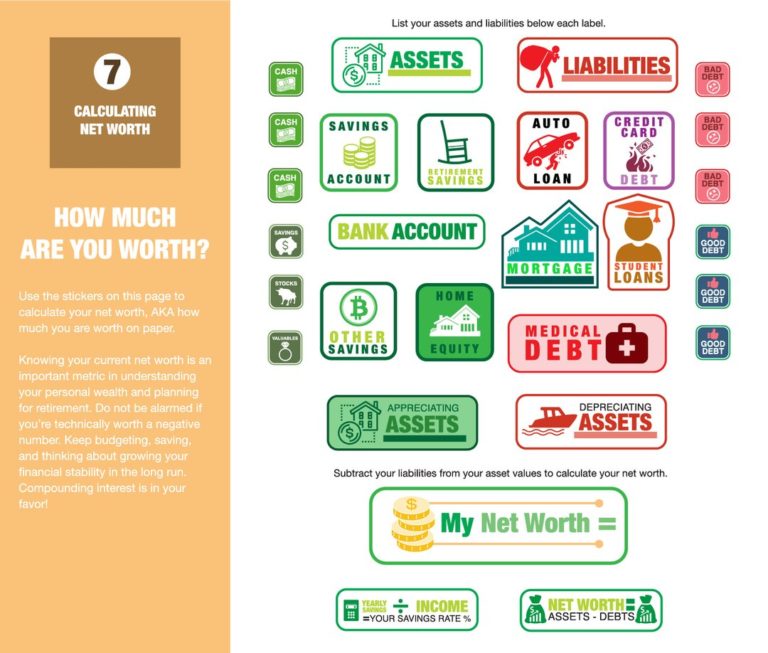 7
CALCULATING
NET WORTH
HOW MUCH
ARE YOU WORTH?
Use the stickers on this page to
calculate your net worth, AKA how
much you are worth on paper.
Knowing your current net worth is an
important metric in understanding
your personal wealth and planning
for retirement. Do not be alarmed if
you're technically worth a negative
number. Keep budgeting, saving,
and thinking about growing your
financial stability in the long run.
Compounding interest is in your
favor!
List your assets and liabilities below each label.
CASH
CASH
CASH
SAVINGS
STOCKS
VALUABLES
ASSETS
LIABILITIES
SAVINGS
ACCOUNT
RETIREMENT
SAVINGS
AUTO
LOAN
CREDIT
CARD
DEBT
BANK ACCOUNT
MORTGAGE
STUDENT
LOANS
OTHER
SAVINGS
HOME
EQUITY
MEDICAL
DEBT
BAD
DEBT
BAD
DEBT
BAD
DEBT
GOOD
DEBT
GOOD
DEBT
GOOD
DEBT
APPRECIATING
ASSETS
DEPRECIATING
ASSETS
Subtract your liabilities from your asset values to calculate your net worth.
My Net Worth =
YEARLY
SAVINGS ÷ INCOME
=YOUR SAVINGS RATE %
NET WORTH=
ASSETS - DEBTS